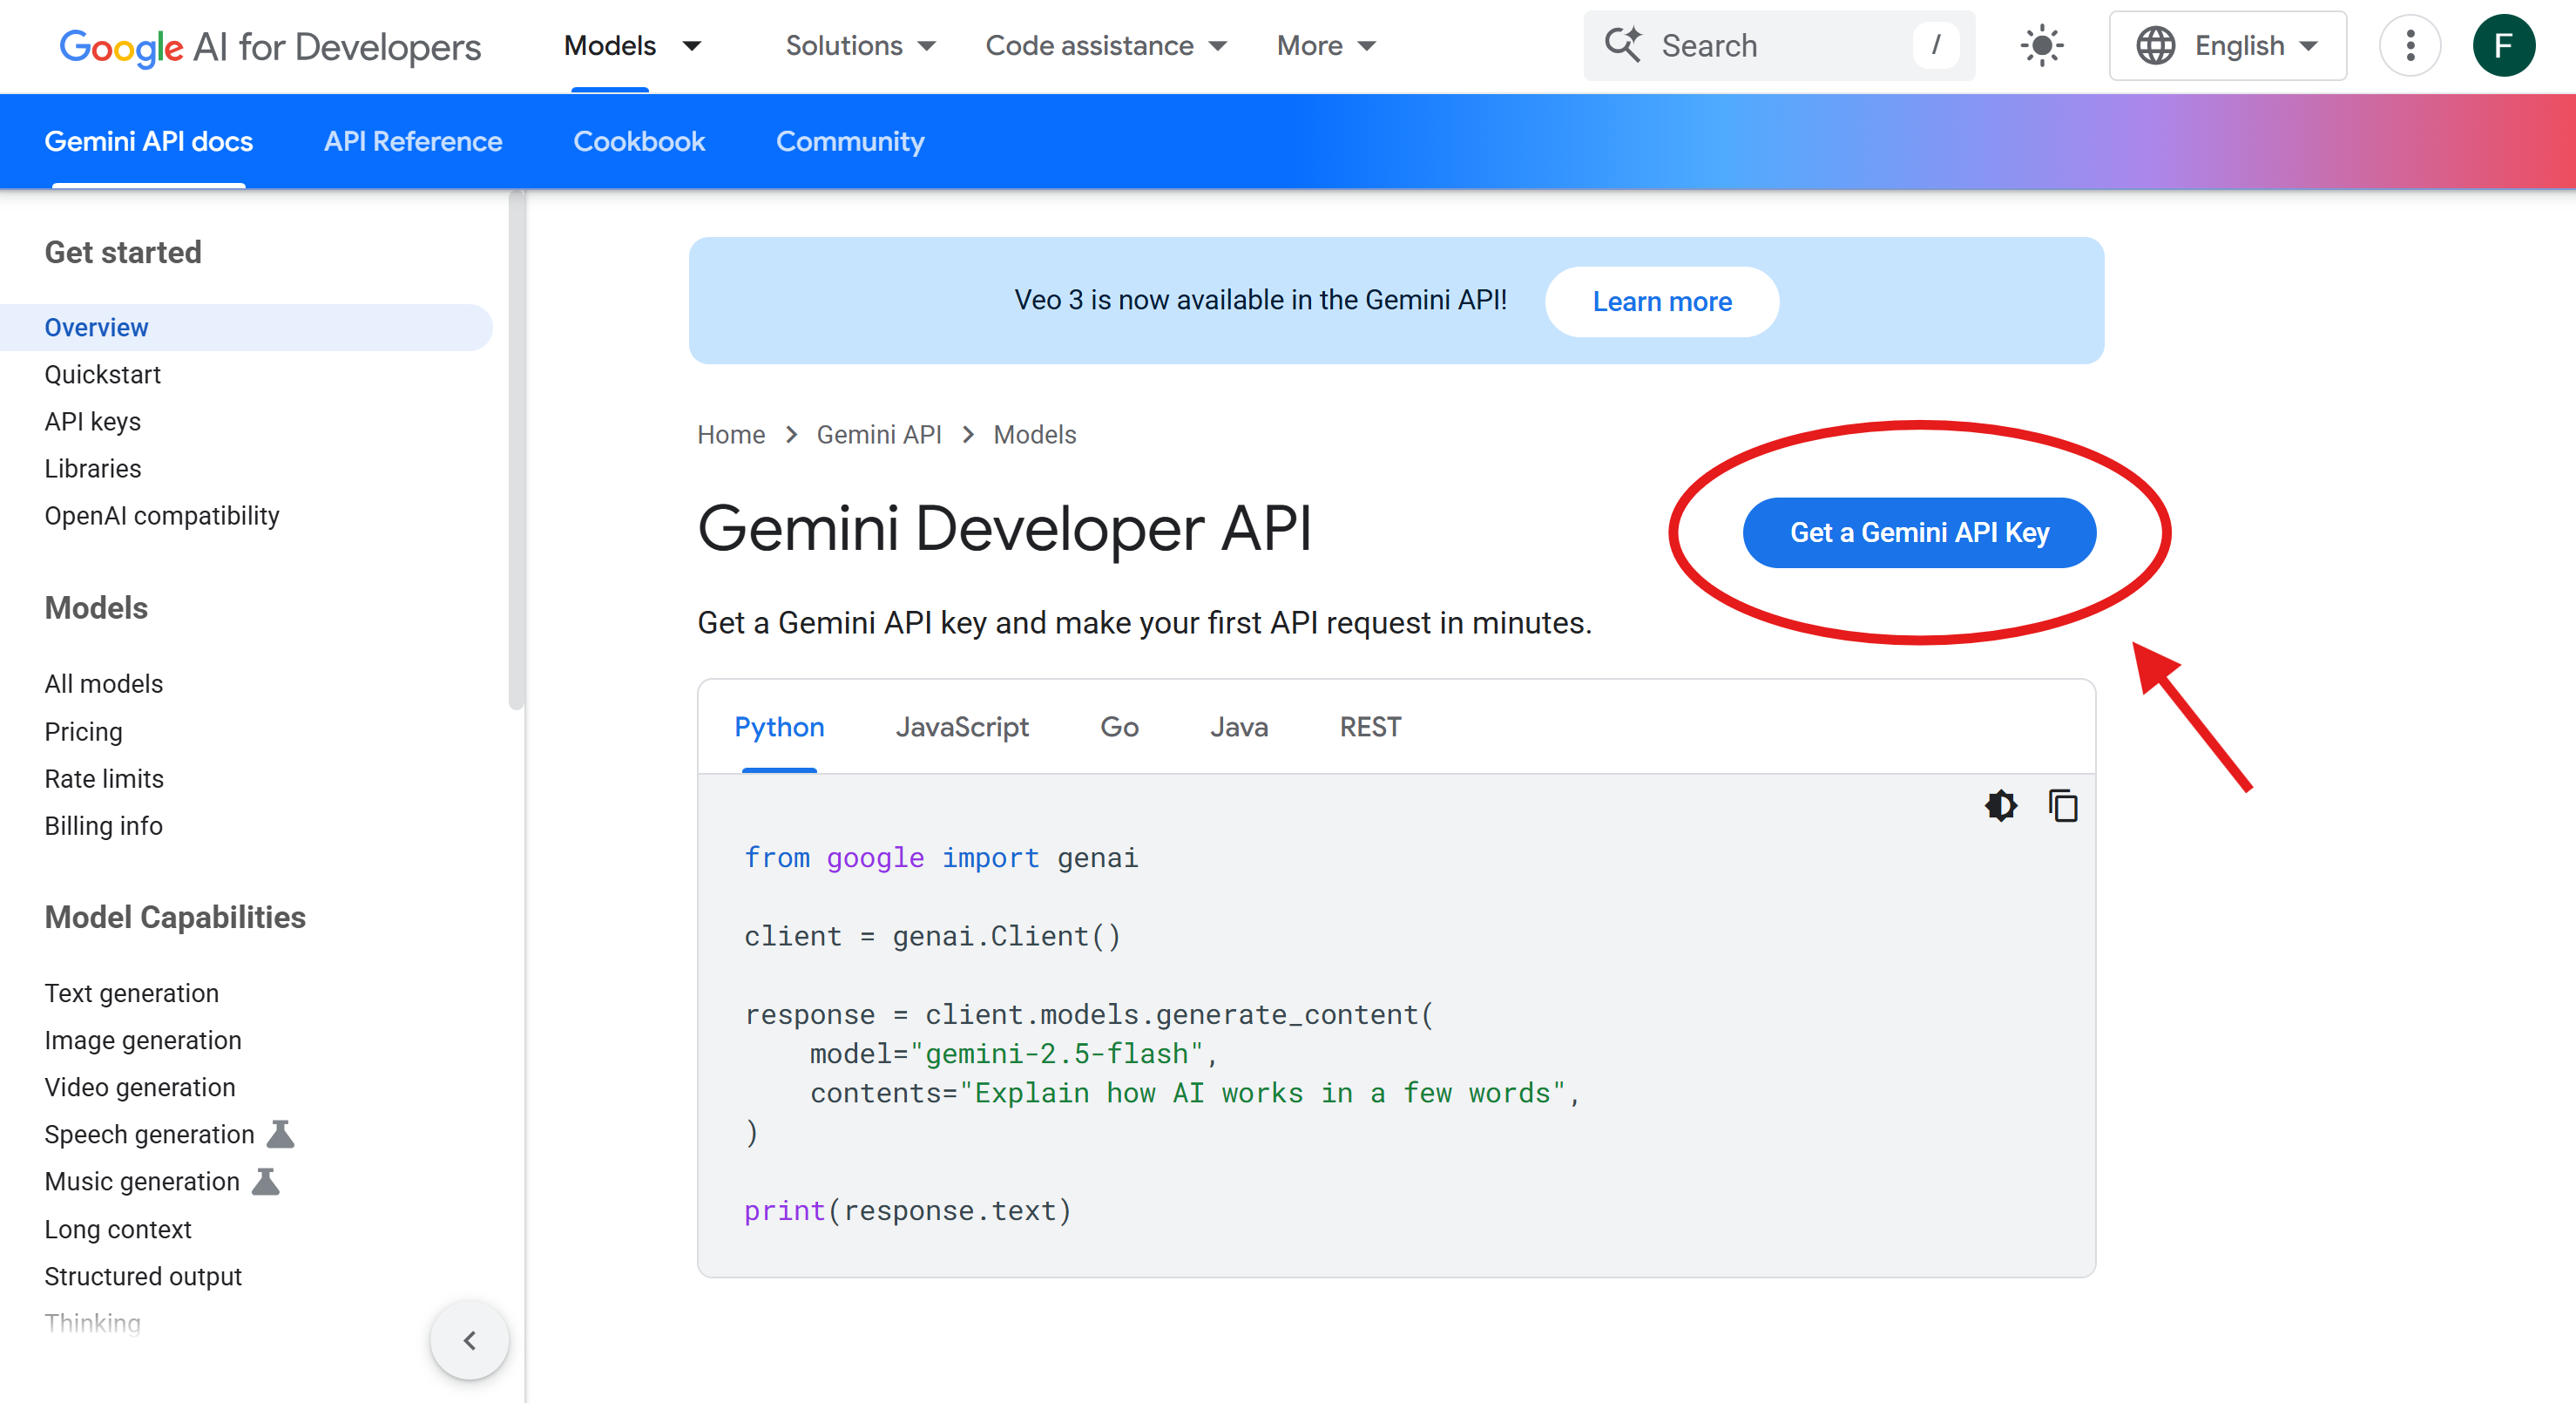 Google AI for Developers
Models
Solutions
Code assistance
More
Search
/
English
F
Gemini API docs
API Reference
Cookbook
Community
Get started
Overview
Quickstart
API keys
Libraries
OpenAI compatibility
Models
All models
Pricing
Rate limits
Billing info
Model Capabilities
Text generation
Image generation
Video generation
Speech generation
Music generation
Long context
Structured output
Thinking
Veo 3 is now available in the Gemini API!
Learn more
Home > Gemini API > Models
Gemini Developer API
Get a Gemini API Key
Get a Gemini API key and make your first API request in minutes.
Python
JavaScript
Go
Java
REST
from google import genai
client = genai.Client()
response = client.models.generate_content(
    model="gemini-2.5-flash",
    contents="Explain how AI works in a few words",
)
print(response.text)